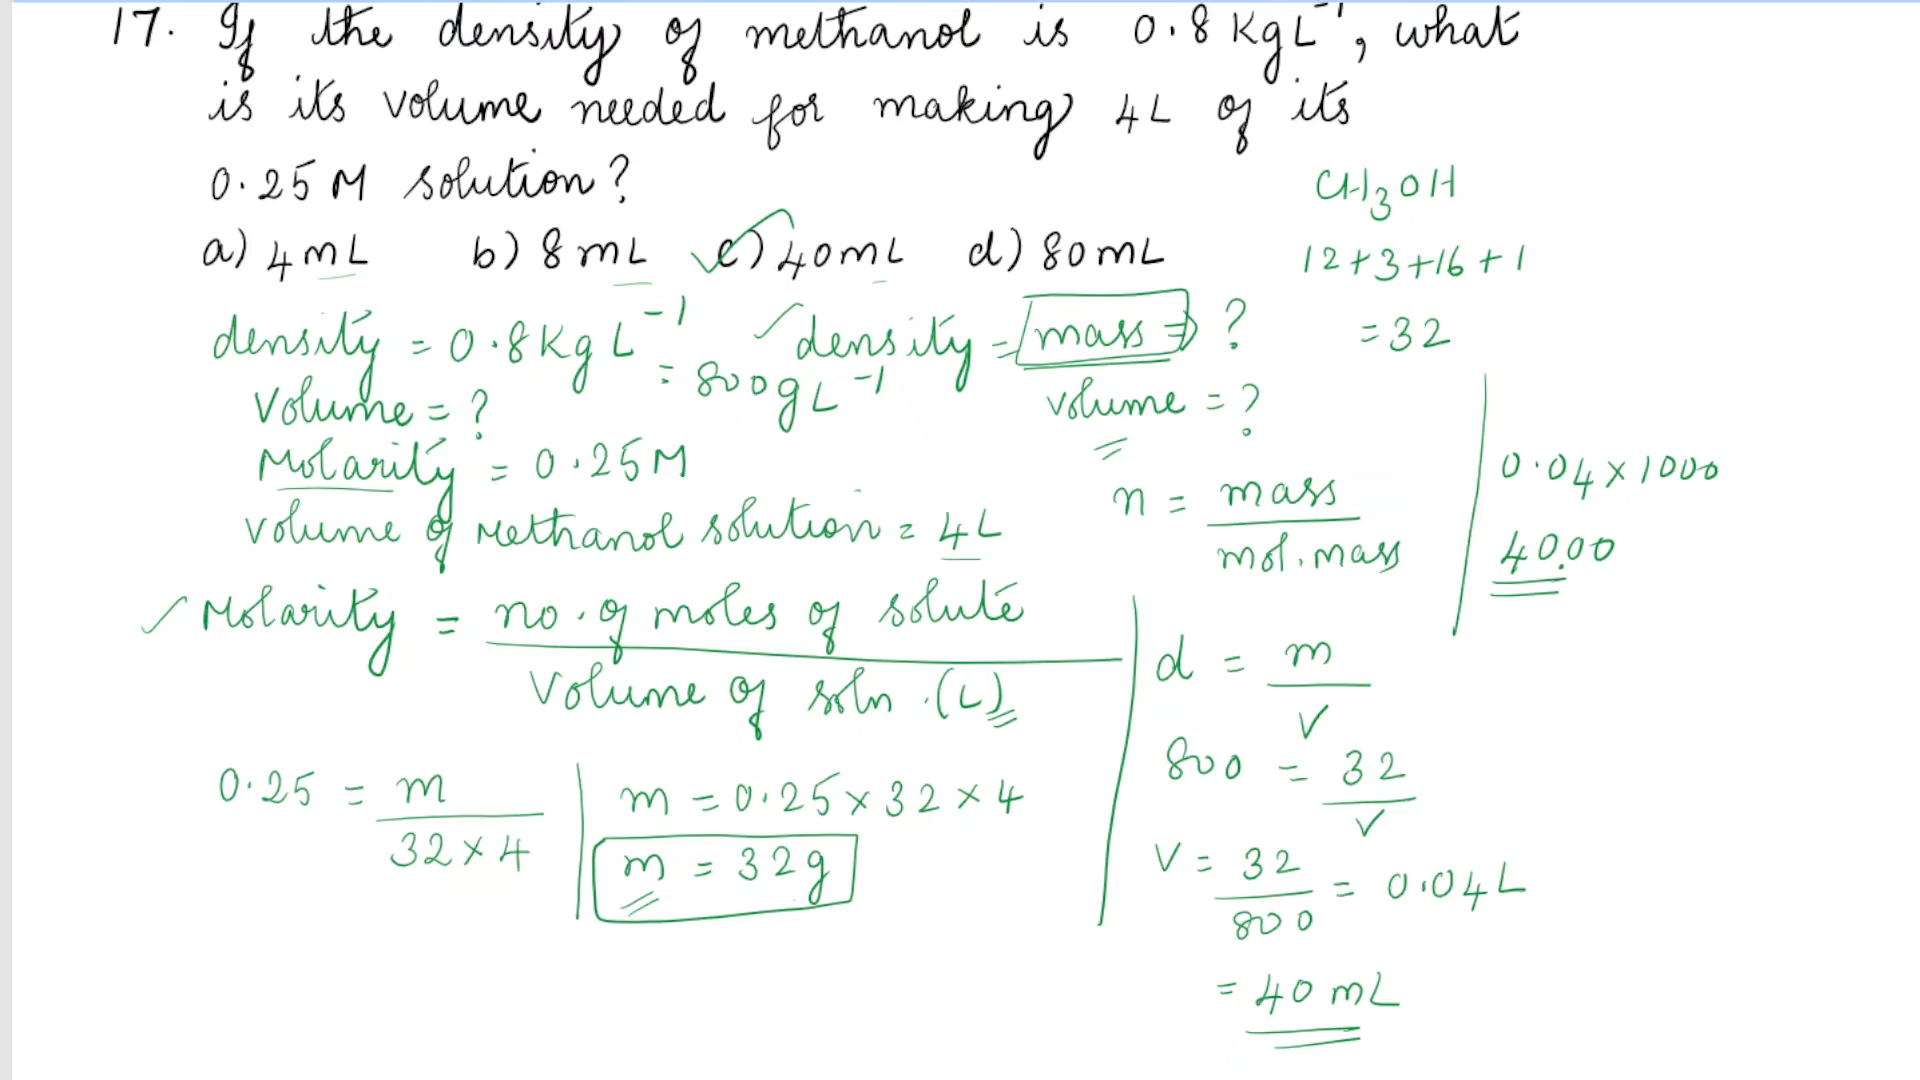 17. If the density of methanol is 0.8 KgL⁻¹, what
is its volume needed for making 4L of its
0.25 M solution?
a) 4 mL b) 8 mL c) 40 mL d) 80 mL
CH₃OH
12+3+16+1
=32
density = 0.8 Kg L⁻¹
= 800 g L⁻¹
Volume = ?
Molarity = 0.25 M
Volume of Methanol solution = 4L
density = mass ⇒ ?
volume = ?
n = mass
mol. mass
0.04 × 1000
40.00
Molarity = no. of moles of solute
Volume of soln. (L)
0.25 = m
32 × 4
m = 0.25 × 32 × 4
m = 32g
d = m
V
800 = 32
V
V = 32 = 0.04 L
800
= 40 mL